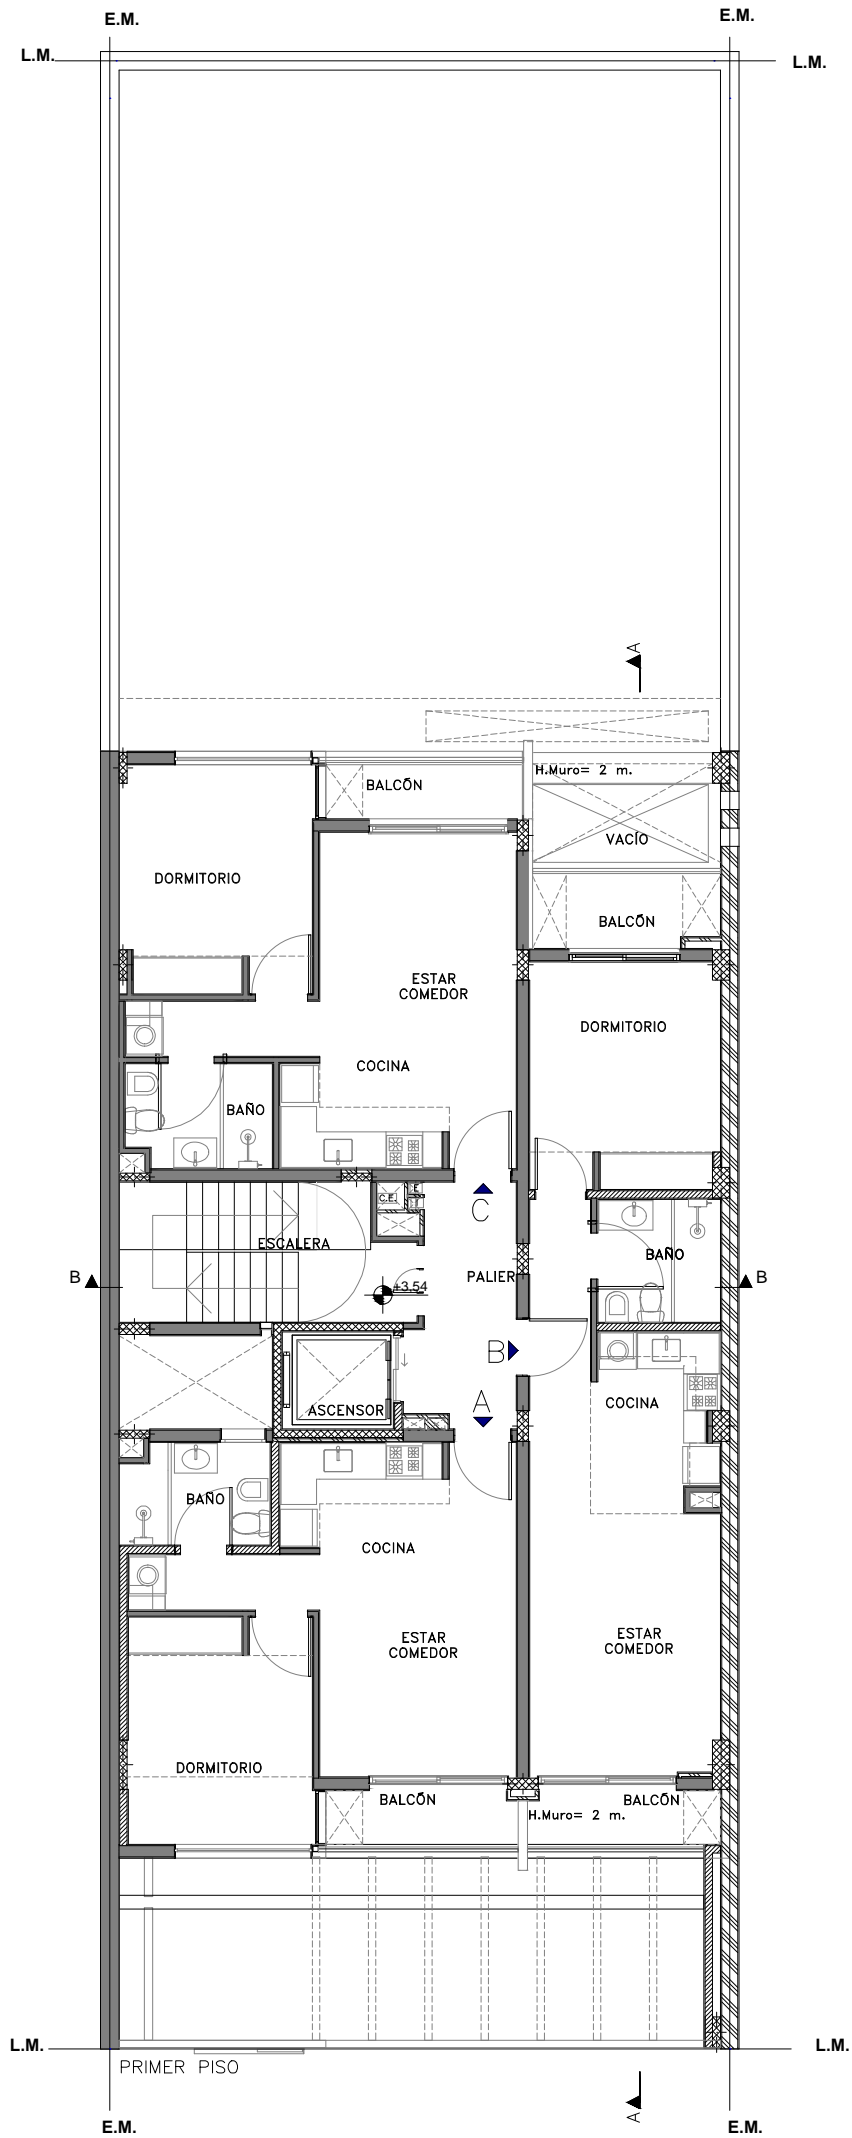 E.M.
E.M.
L.M.
L.M.
A
H.Muro= 2 m.
BALCÓN
VACÍO
DORMITORIO
BALCÓN
ESTAR
COMEDOR
DORMITORIO
COCINA
BAÑO
C.E.
C
ESCALERA
BAÑO
PALIER
B
B
+3.54
B
A
COCINA
ASCENSOR
BAÑO
COCINA
ESTAR
COMEDOR
ESTAR
COMEDOR
DORMITORIO
BALCÓN
BALCÓN
H.Muro= 2 m.
L.M.
L.M.
PRIMER PISO
A
E.M.
E.M.